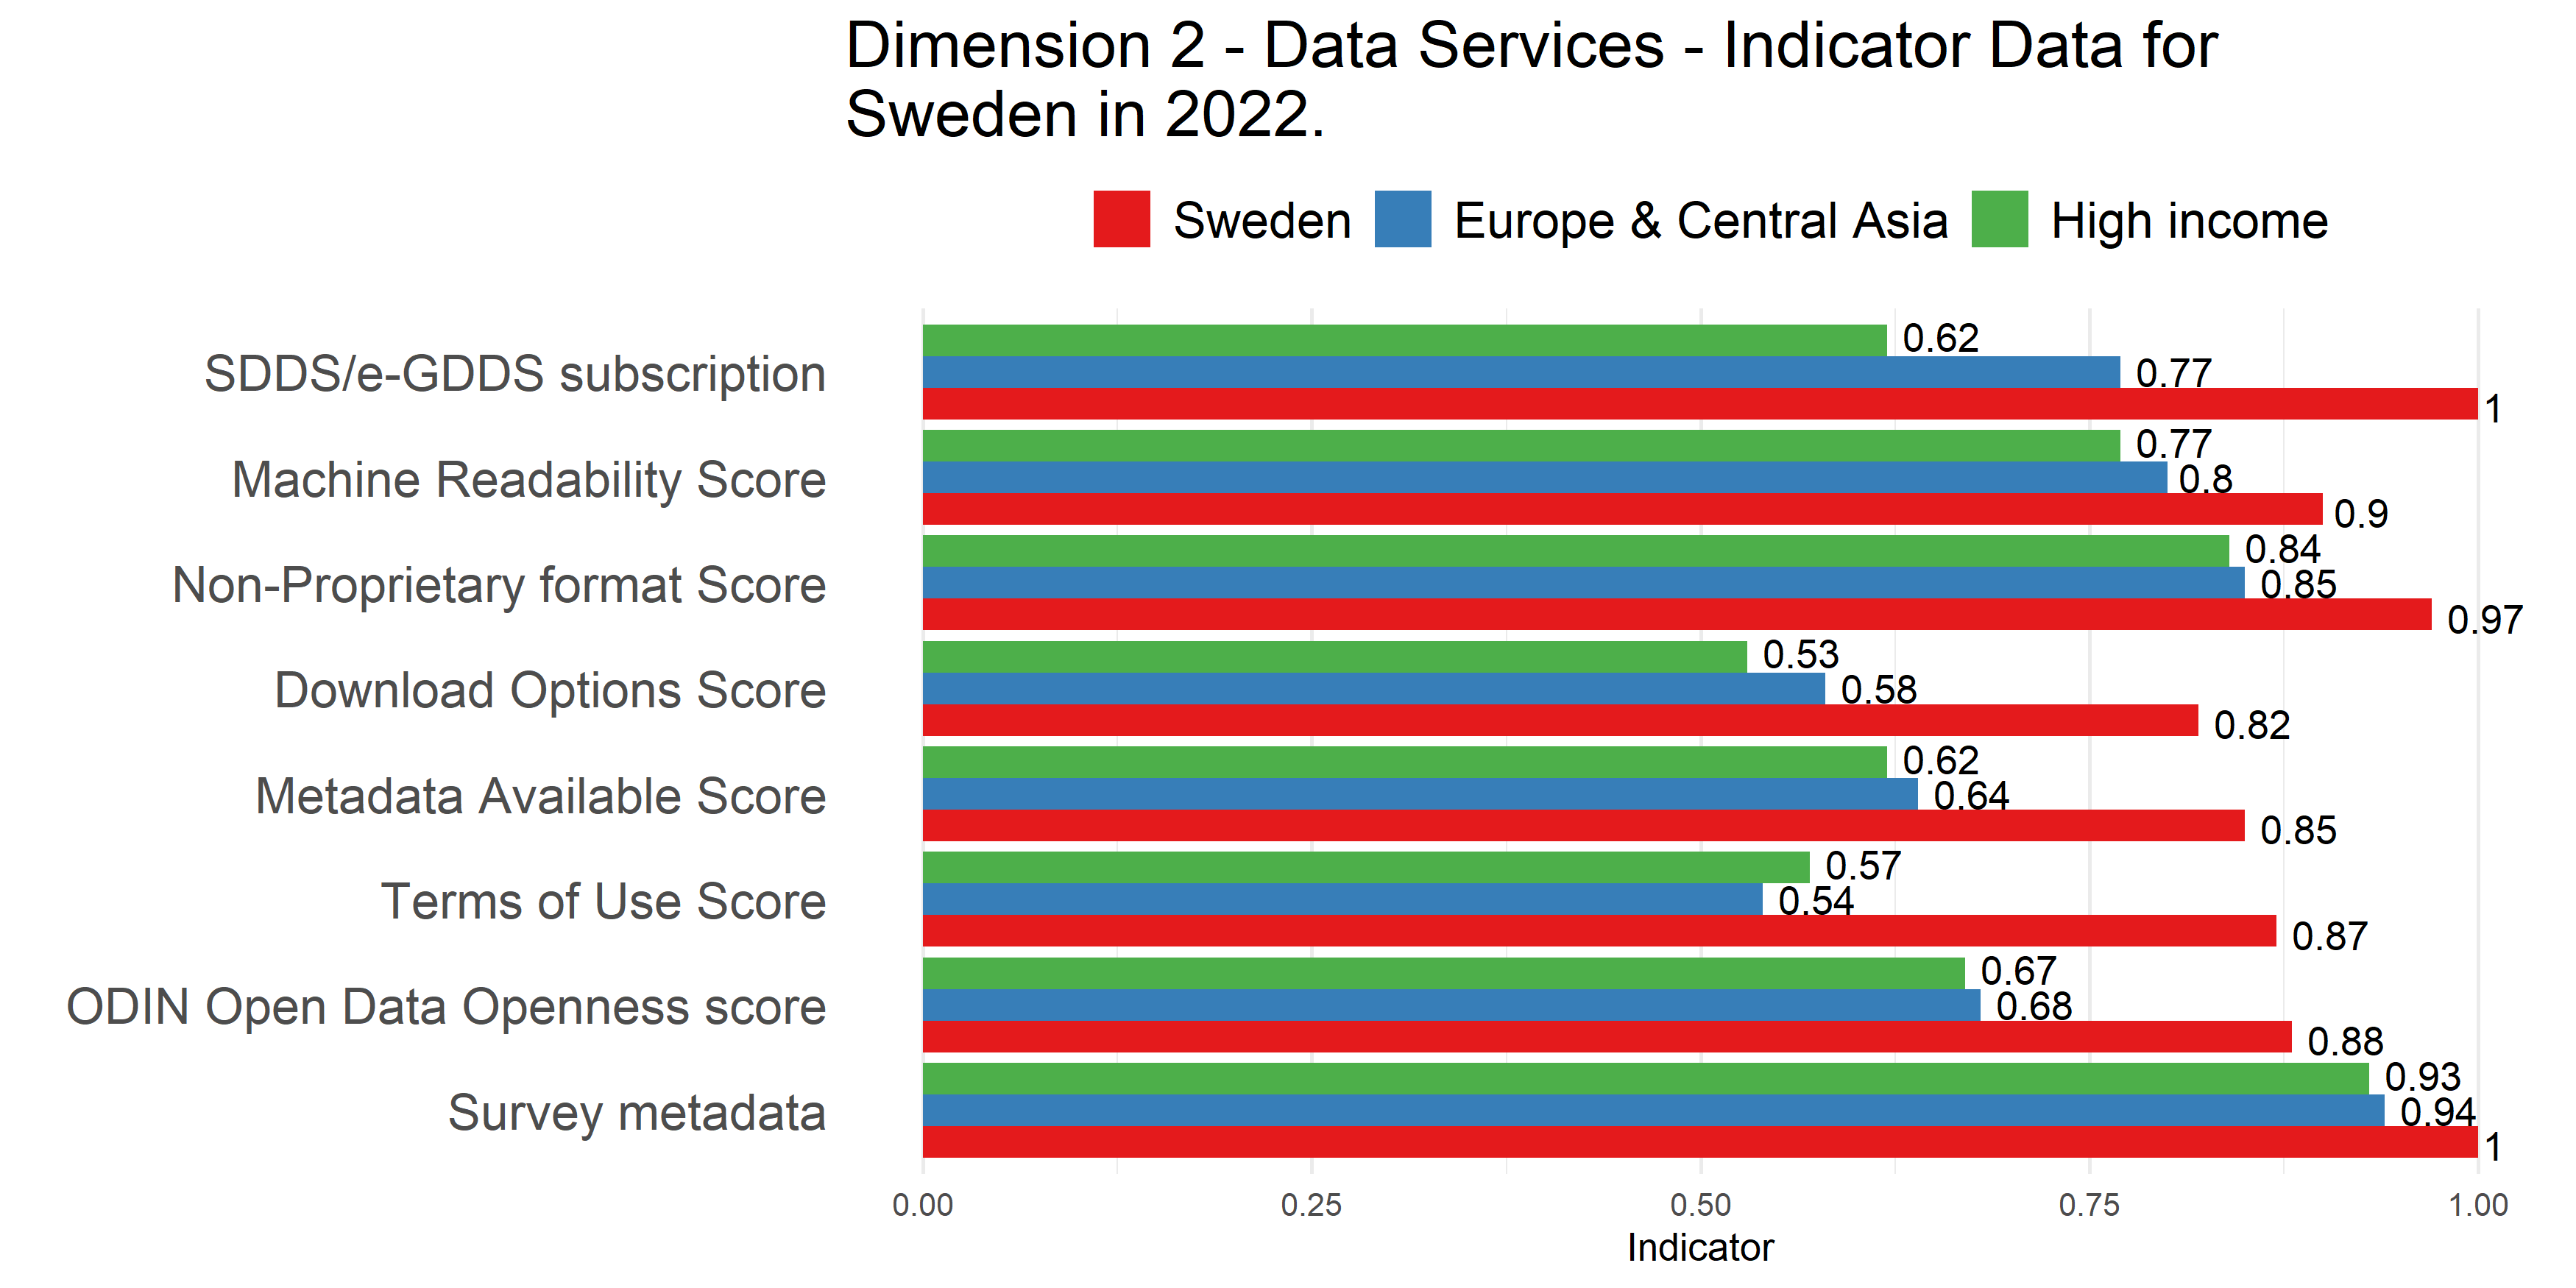 Dimension 2 - Data Services - Indicator Data for
Sweden in 2022.
Sweden Europe & Central Asia High income
SDDS/e-GDDS subscription
0.62
0.77
1
Machine Readability Score
0.77
0.8
0.9
Non-Proprietary format Score
0.84
0.85
0.97
Download Options Score
0.53
0.58
0.82
Metadata Available Score
0.62
0.64
0.85
Terms of Use Score
0.57
0.54
0.87
ODIN Open Data Openness score
0.67
0.68
0.88
Survey metadata
0.93
0.94
1
0.00 0.25 0.50 0.75 1.00
Indicator